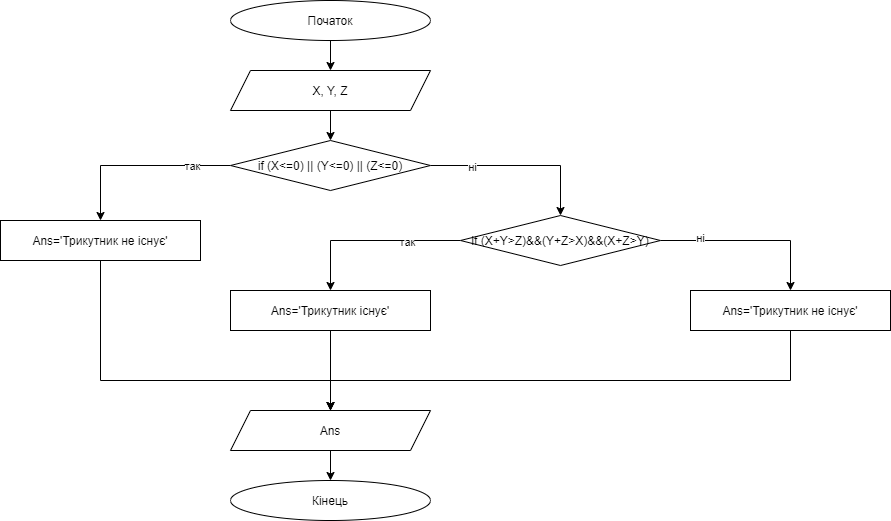 Початок
X, Y, Z
if (X<=0) || (Y<=0) || (Z<=0)
так
ні
Ans='Трикутник не існує'
if (X+Y>Z)&&(Y+Z>X)&&(X+Z>Y)
так
ні
Ans='Трикутник існує'
Ans='Трикутник не існує'
Ans
Кінець